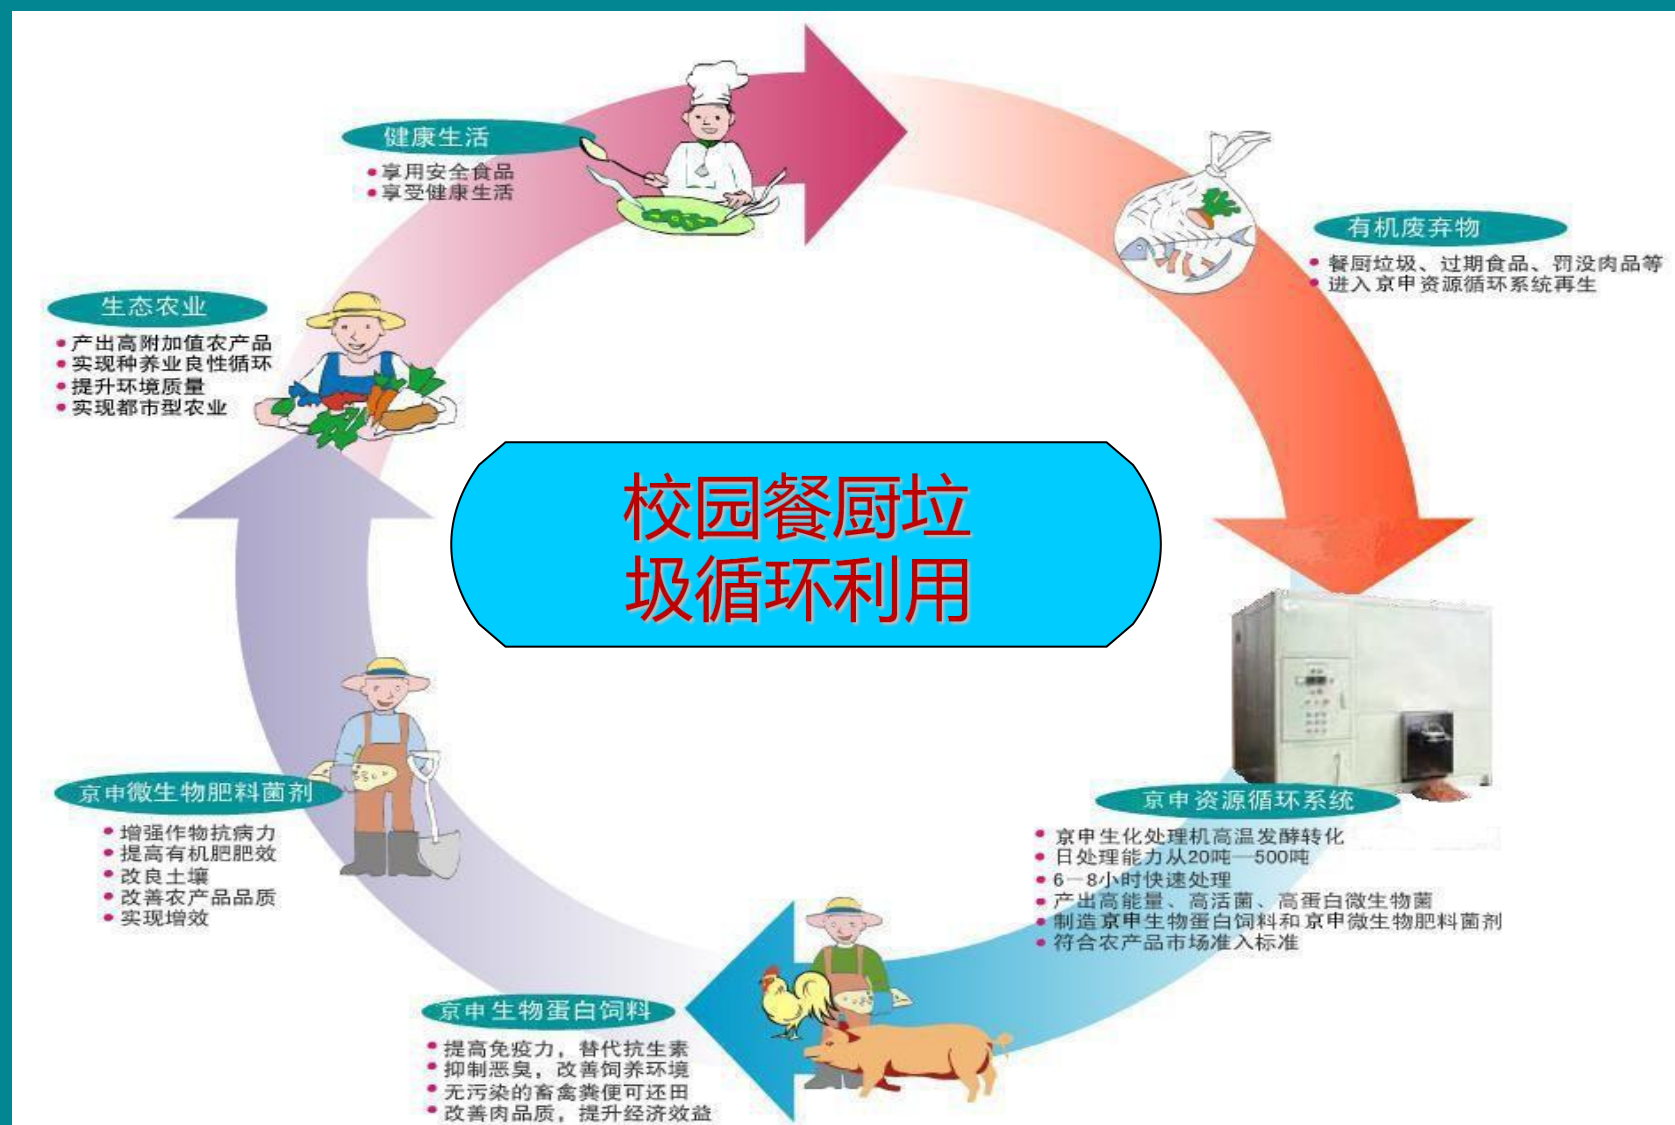 校园餐厨垃
圾循环利用
健康生活
享用安全食品
享受健康生活
有机废弃物
餐厨垃圾、过期食品、罚没肉品等
进入京申资源循环系统再生
京申资源循环系统
京申生化处理机高温发酵转化
日处理能力从20吨—500吨
6－8小时快速处理
产出高能量、高活菌、高蛋白微生物菌
制造京申生物蛋白饲料和京申微生物肥料菌剂
符合农产品市场准入标准
京申生物蛋白饲料
提高免疫力，替代抗生素
抑制恶臭，改善饲养环境
无污染的畜禽粪便可还田
改善肉品质，提升经济效益
京申微生物肥料菌剂
增强作物抗病力
提高有机肥肥效
改良土壤
改善农产品品质
实现增效
生态农业
产出高附加值农产品
实现种养业良性循环
提升环境质量
实现都市型农业